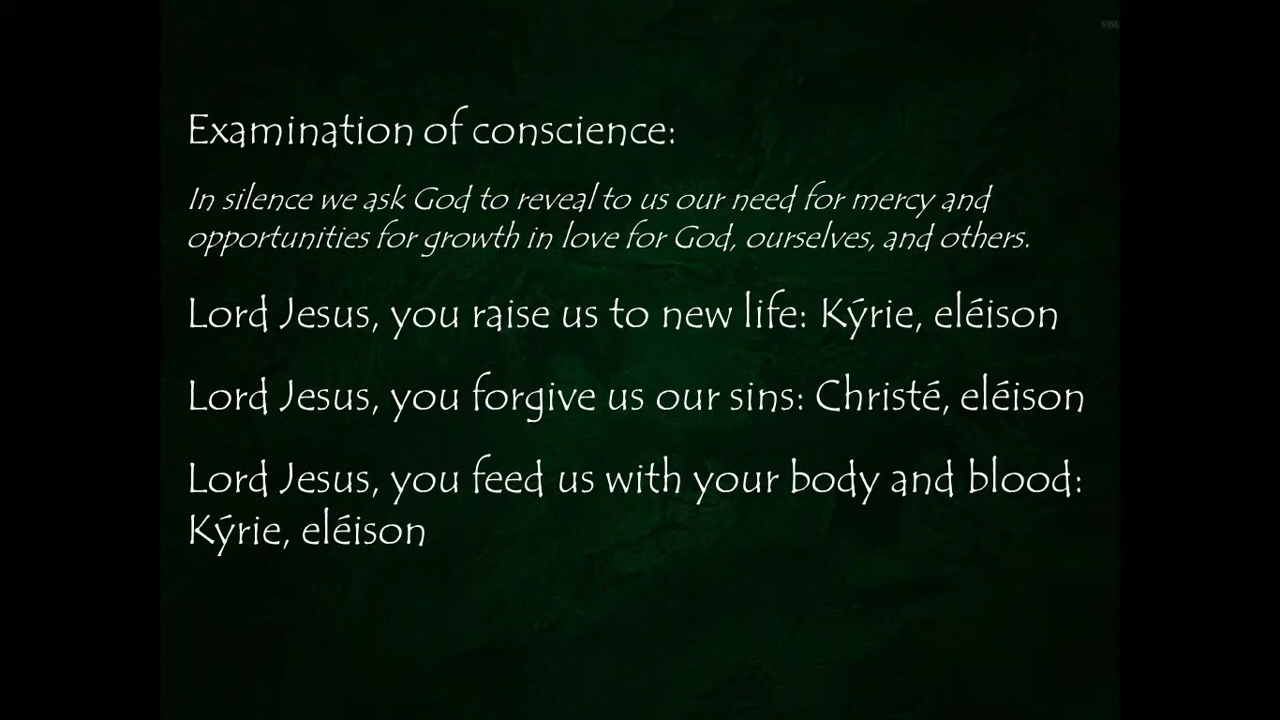 Examination of conscience:
In silence we ask God to reveal to us our need for mercy and
opportunities for growth in love for God, ourselves, and others.
Lord Jesus, you raise us to new life: Kýrie, eléison
Lord Jesus, you forgive us our sins: Christé, eléison
Lord Jesus, you feed us with your body and blood:
Kýrie, eléison